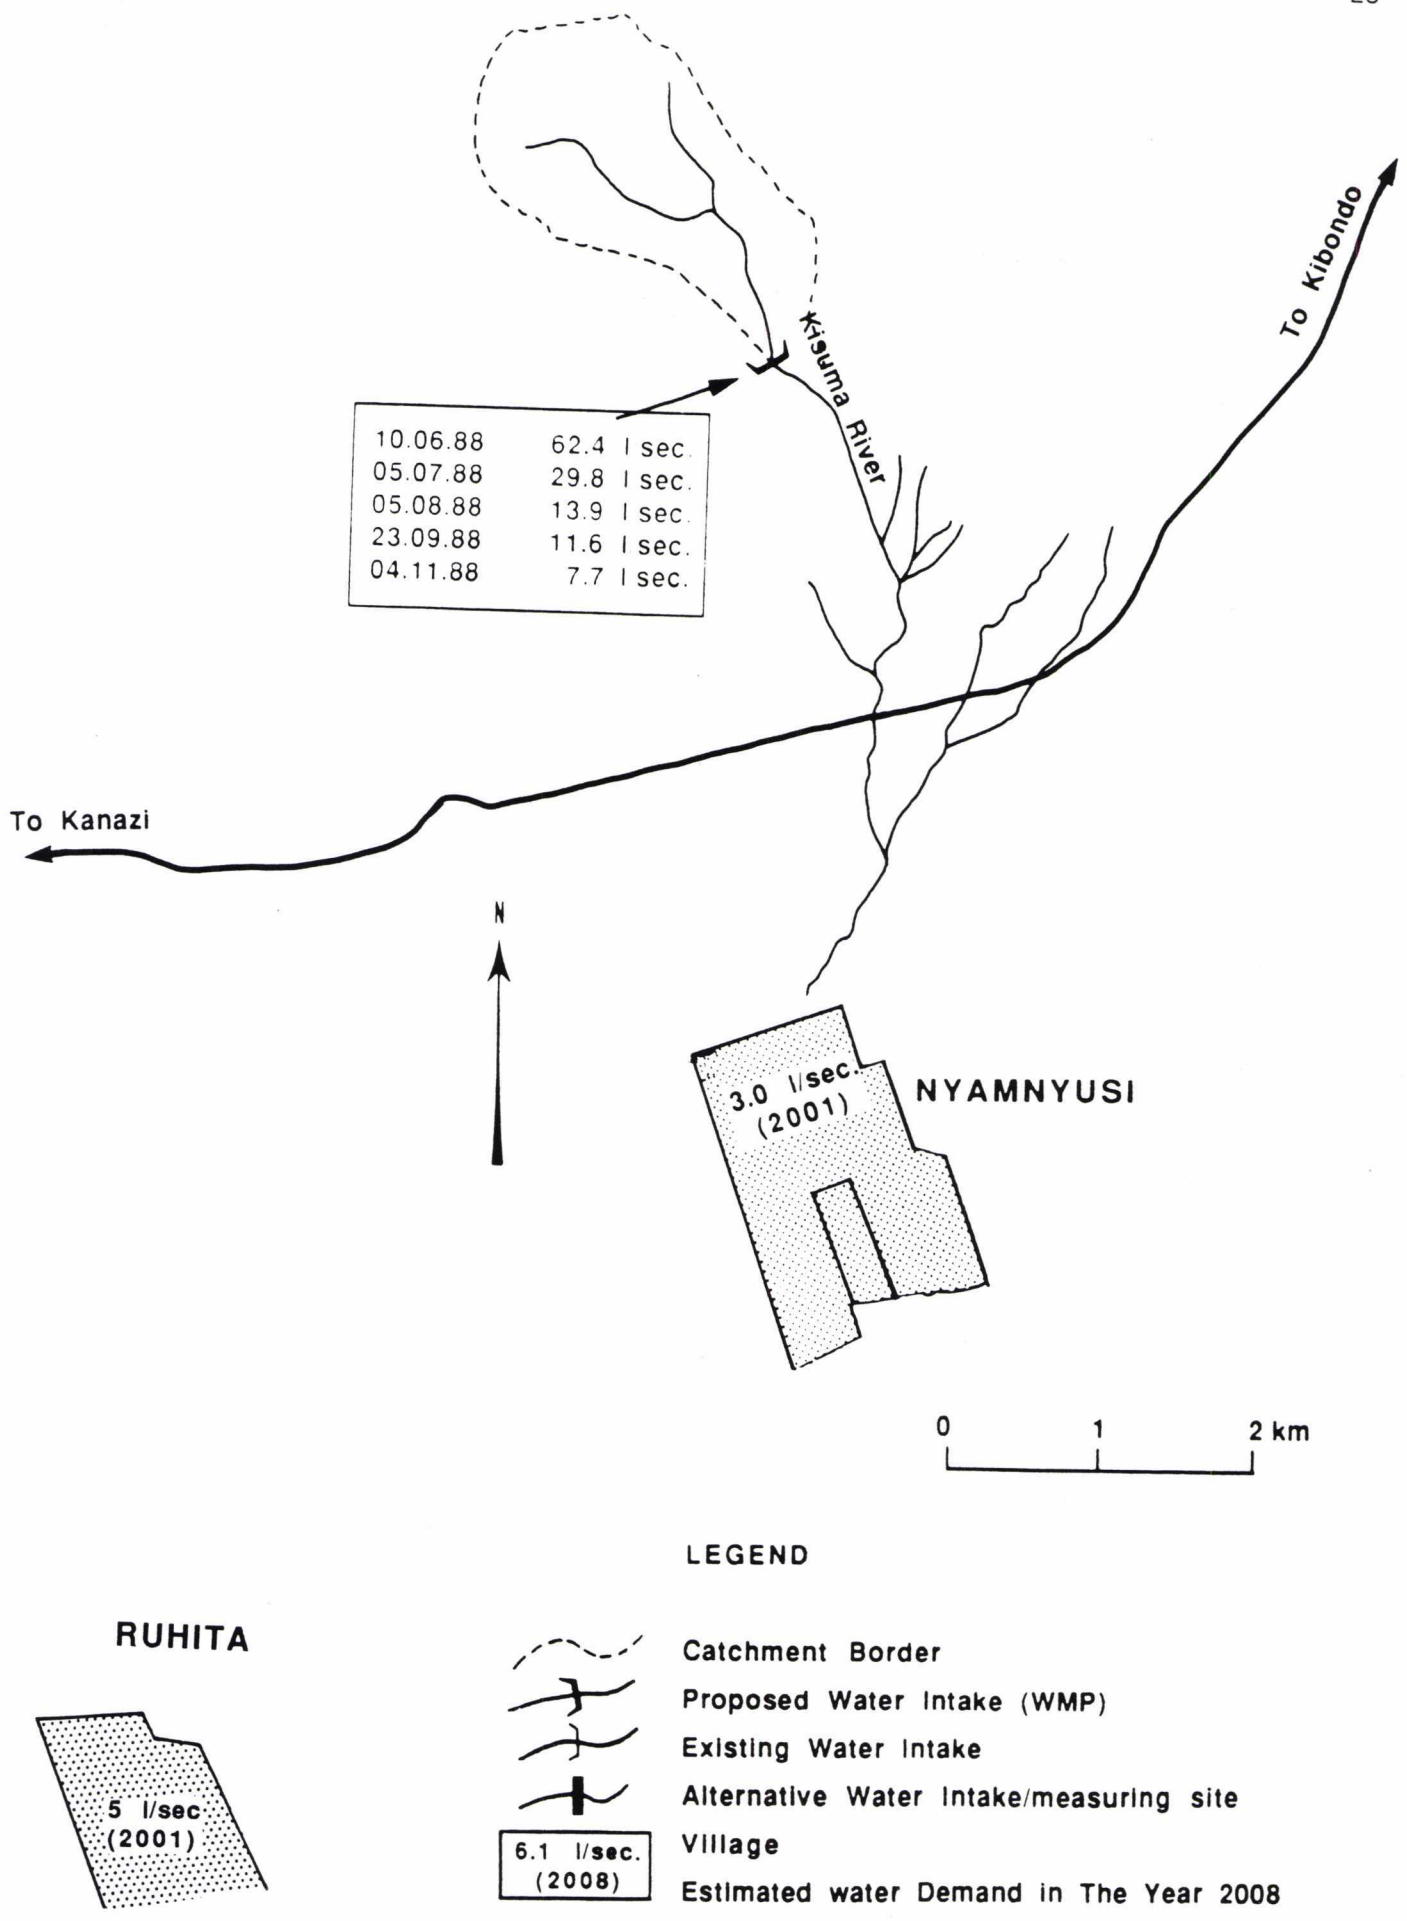 To Kibondo
Kisuma River
10.06.88 62.4 l sec.
05.07.88 29.8 l sec.
05.08.88 13.9 l sec.
23.09.88 11.6 l sec.
04.11.88 7.7 l sec.
To Kanazi
N
3.0 l/sec.
(2001)
NYAMNYUSI
0 1 2 km
LEGEND
RUHITA
5 l/sec
(2001)
Catchment Border
Proposed Water Intake (WMP)
Existing Water Intake
Alternative Water Intake/measuring site
6.1 l/sec.
(2008)
Village
Estimated water Demand in The Year 2008